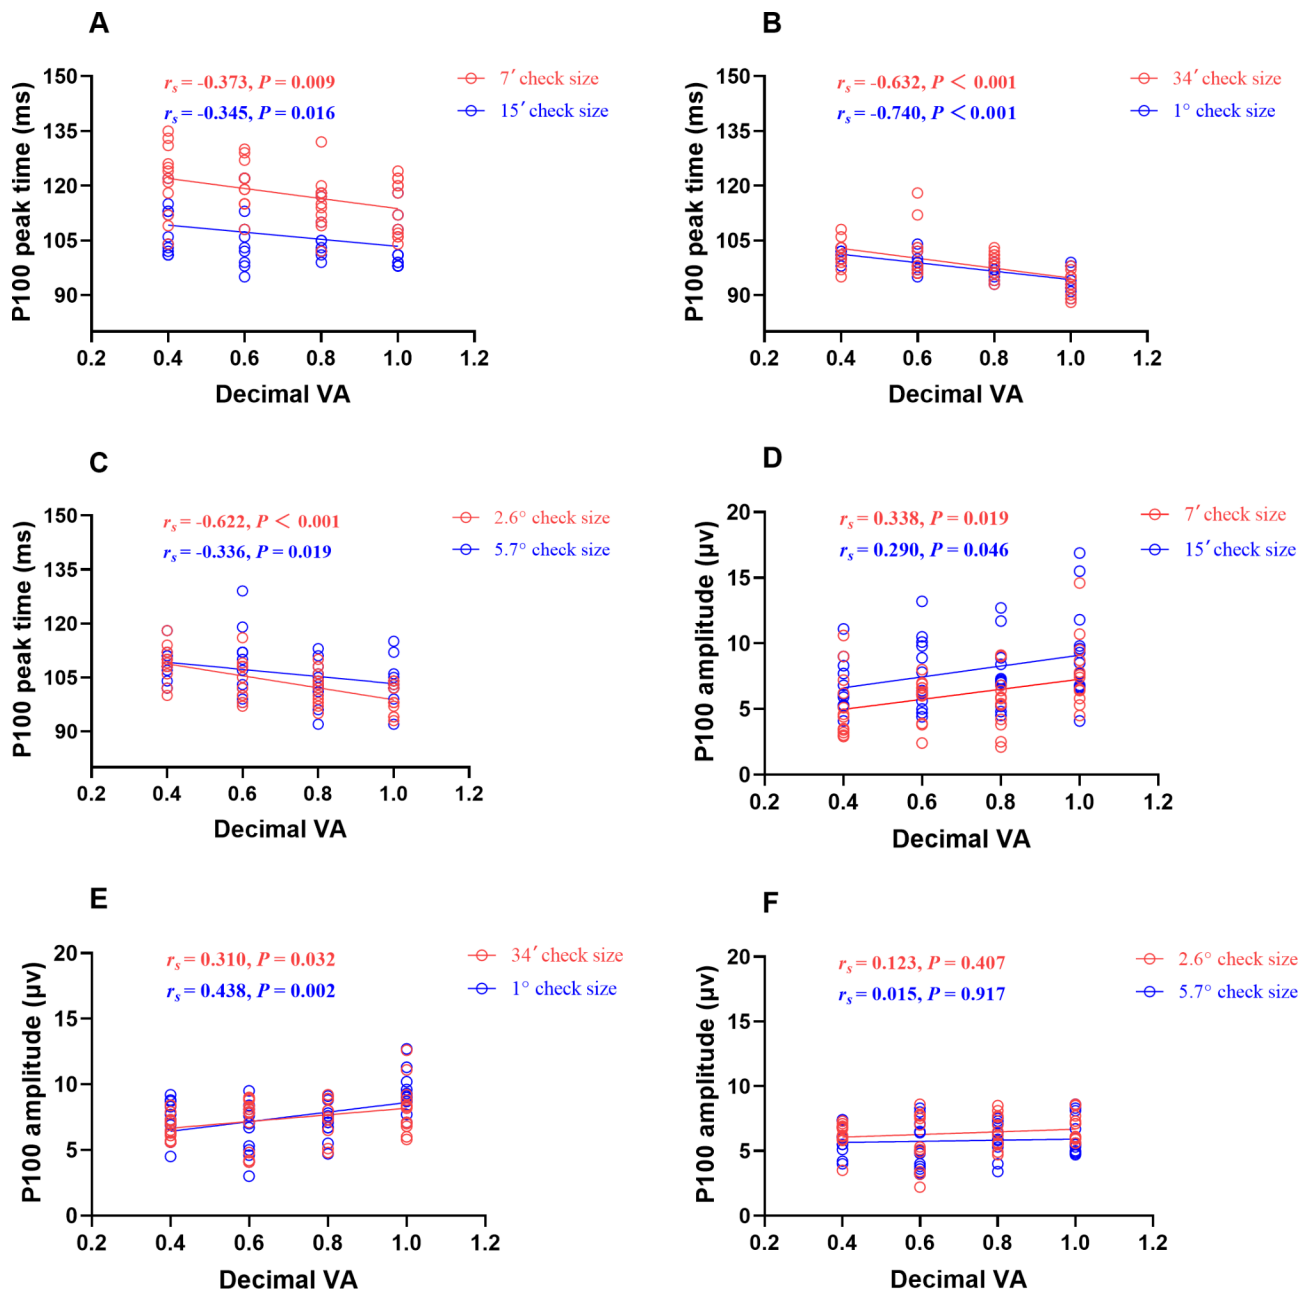 A
rs = -0.373, P = 0.009
rs = -0.345, P = 0.016
7′ check size
15′ check size
P100 peak time (ms)
150
135
120
105
90
0.2 0.4 0.6 0.8 1.0 1.2
Decimal VA
B
rs = -0.632, P < 0.001
rs = -0.740, P < 0.001
34′ check size
1° check size
P100 peak time (ms)
150
135
120
105
90
0.2 0.4 0.6 0.8 1.0 1.2
Decimal VA
C
rs = -0.622, P < 0.001
rs = -0.336, P = 0.019
2.6° check size
5.7° check size
P100 peak time (ms)
150
135
120
105
90
0.2 0.4 0.6 0.8 1.0 1.2
Decimal VA
D
rs = 0.338, P = 0.019
rs = 0.290, P = 0.046
7′ check size
15′ check size
P100 amplitude (μv)
20
15
10
5
0
0.2 0.4 0.6 0.8 1.0 1.2
Decimal VA
E
rs = 0.310, P = 0.032
rs = 0.438, P = 0.002
34′ check size
1° check size
P100 amplitude (μv)
20
15
10
5
0
0.2 0.4 0.6 0.8 1.0 1.2
Decimal VA
F
rs = 0.123, P = 0.407
rs = 0.015, P = 0.917
2.6° check size
5.7° check size
P100 amplitude (μv)
20
15
10
5
0
0.2 0.4 0.6 0.8 1.0 1.2
Decimal VA